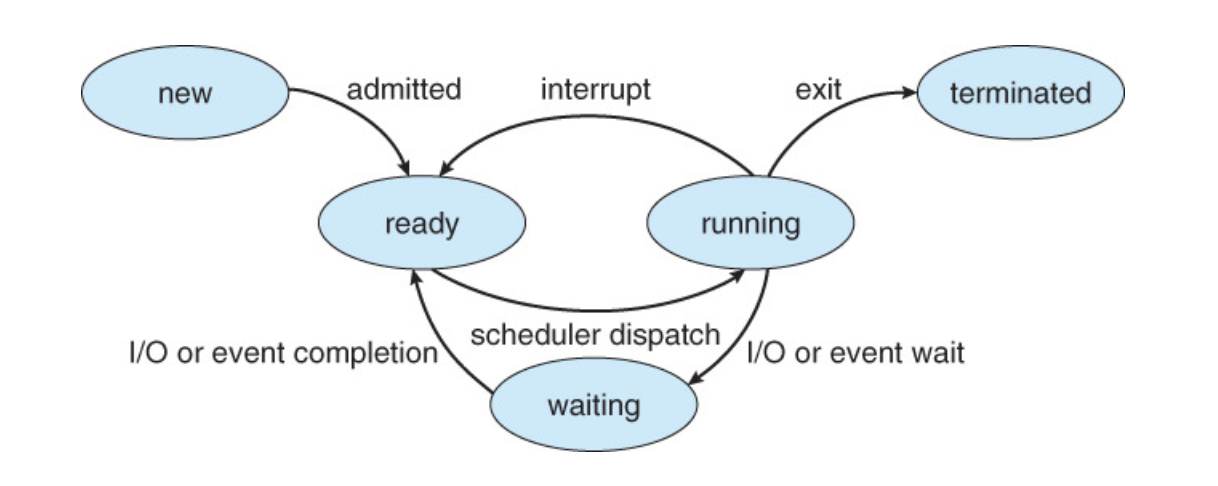 new
admitted
interrupt
exit
terminated
ready
running
scheduler dispatch
I/O or event completion
I/O or event wait
waiting